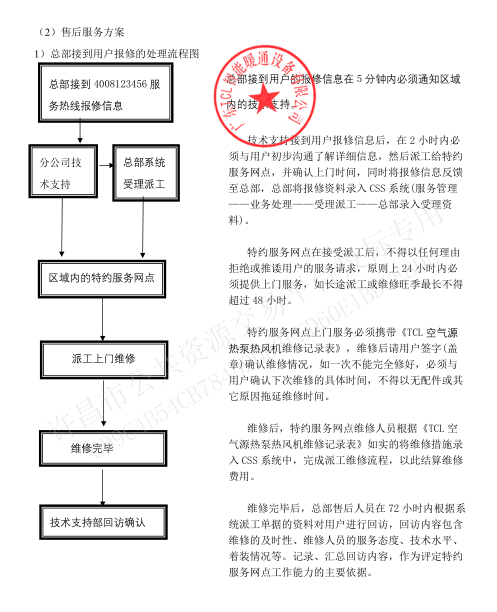 (2) 售后服务方案
1) 总部接到用户报修的处理流程图
总部接到 4008123456 服
务热线报修信息
分公司技
术支持
总部系统
受理派工
区域内的特约服务网点
派工上门维修
维修完毕
技术支持部回访确认
总部接到用户的报修信息在 5 分钟内必须通知区域
内的技术支持。
技术支持接到用户报修信息后，在 2 小时内必
须与用户初步沟通了解详细信息，然后派工给特约
服务网点，并确认上门时间，同时将报修信息反馈
至总部，总部将报修资料录入 CSS 系统(服务管理
——业务处理——受理派工——总部录入受理资
料)。
特约服务网点在接受派工后，不得以任何理由
拒绝或推诿用户的服务请求，原则上 24 小时内必
须提供上门服务，如长途派工或维修旺季最长不得
超过 48 小时。
特约服务网点上门服务必须携带《TCL 空气源
热泵热风机维修记录表》，维修后请用户签字(盖
章)确认维修情况，如一次不能完全修好，必须与
用户确认下次维修的具体时间，不得以无配件或其
它原因拖延维修时间。
维修后，特约服务网点维修人员根据《TCL 空
气源热泵热风机维修记录表》如实的将维修措施录
入 CSS 系统中，完成派工维修流程，以此结算维修
费用。
维修完毕后，总部售后人员在 72 小时内根据系
统派工单据的资料对用户进行回访，回访内容包含
维修的及时性、维修人员的服务态度、技术水平、
着装情况等。记录、汇总回访内容，作为评定特约
服务网点工作能力的主要依据。
广东TCL智能暖通设备有限公司
许昌市公共资源交易